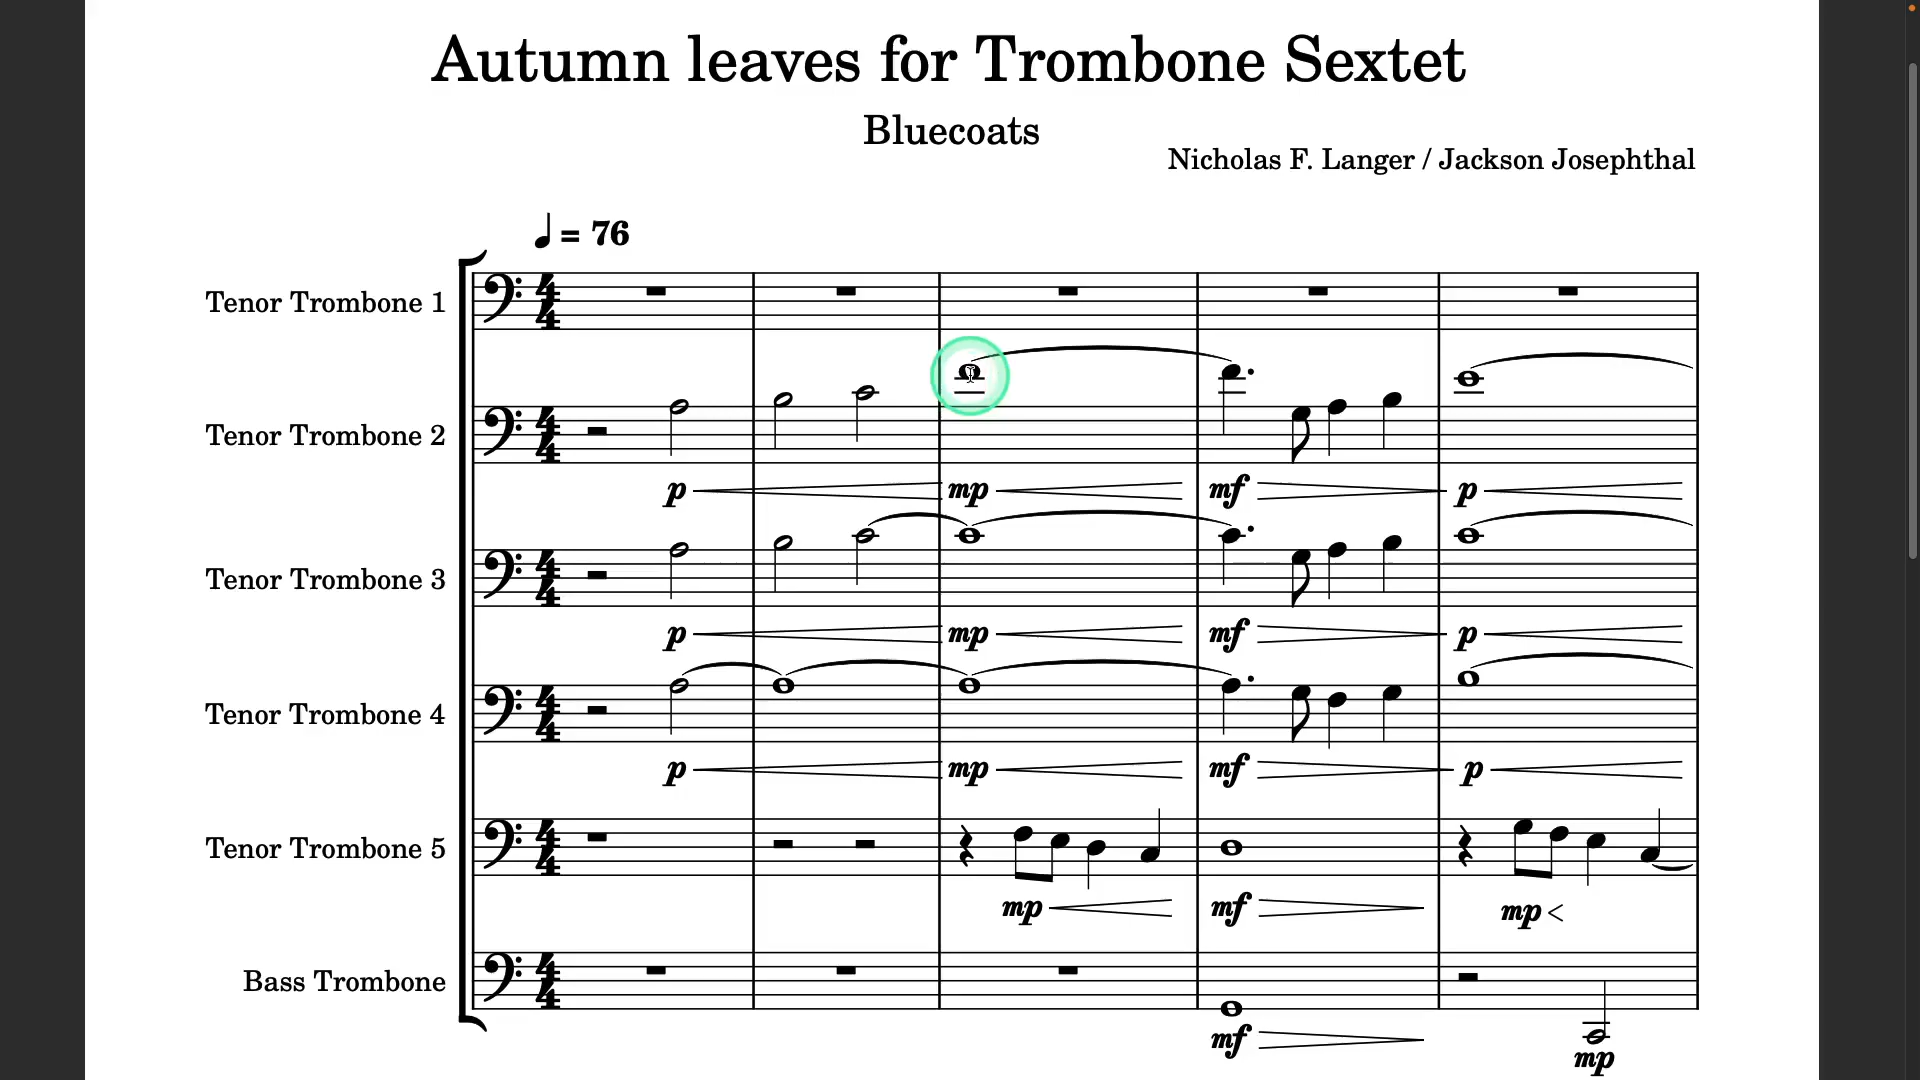 Autumn leaves for Trombone Sextet
Bluecoats
Nicholas F. Langer / Jackson Josephthal
♩ = 76
Tenor Trombone 1
Tenor Trombone 2
p mp mf p
Tenor Trombone 3
p mp mf p
Tenor Trombone 4
p mp mf p
Tenor Trombone 5
mp mf mp
Bass Trombone
mf mp